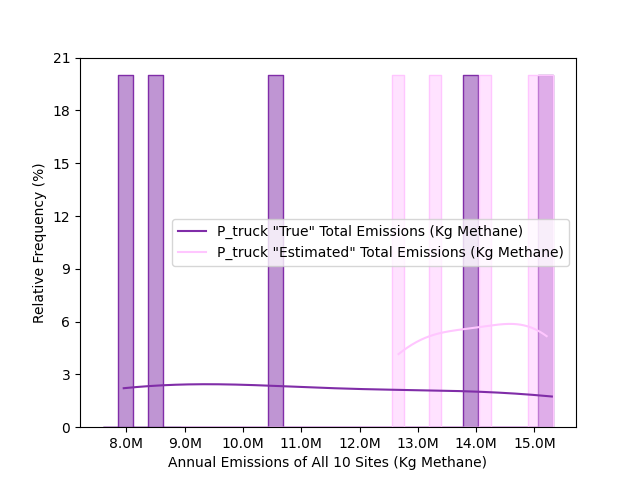 21
18
15
12
9
6
3
0
Relative Frequency (%)
P_truck "True" Total Emissions (Kg Methane)
P_truck "Estimated" Total Emissions (Kg Methane)
8.0M 9.0M 10.0M 11.0M 12.0M 13.0M 14.0M 15.0M
Annual Emissions of All 10 Sites (Kg Methane)